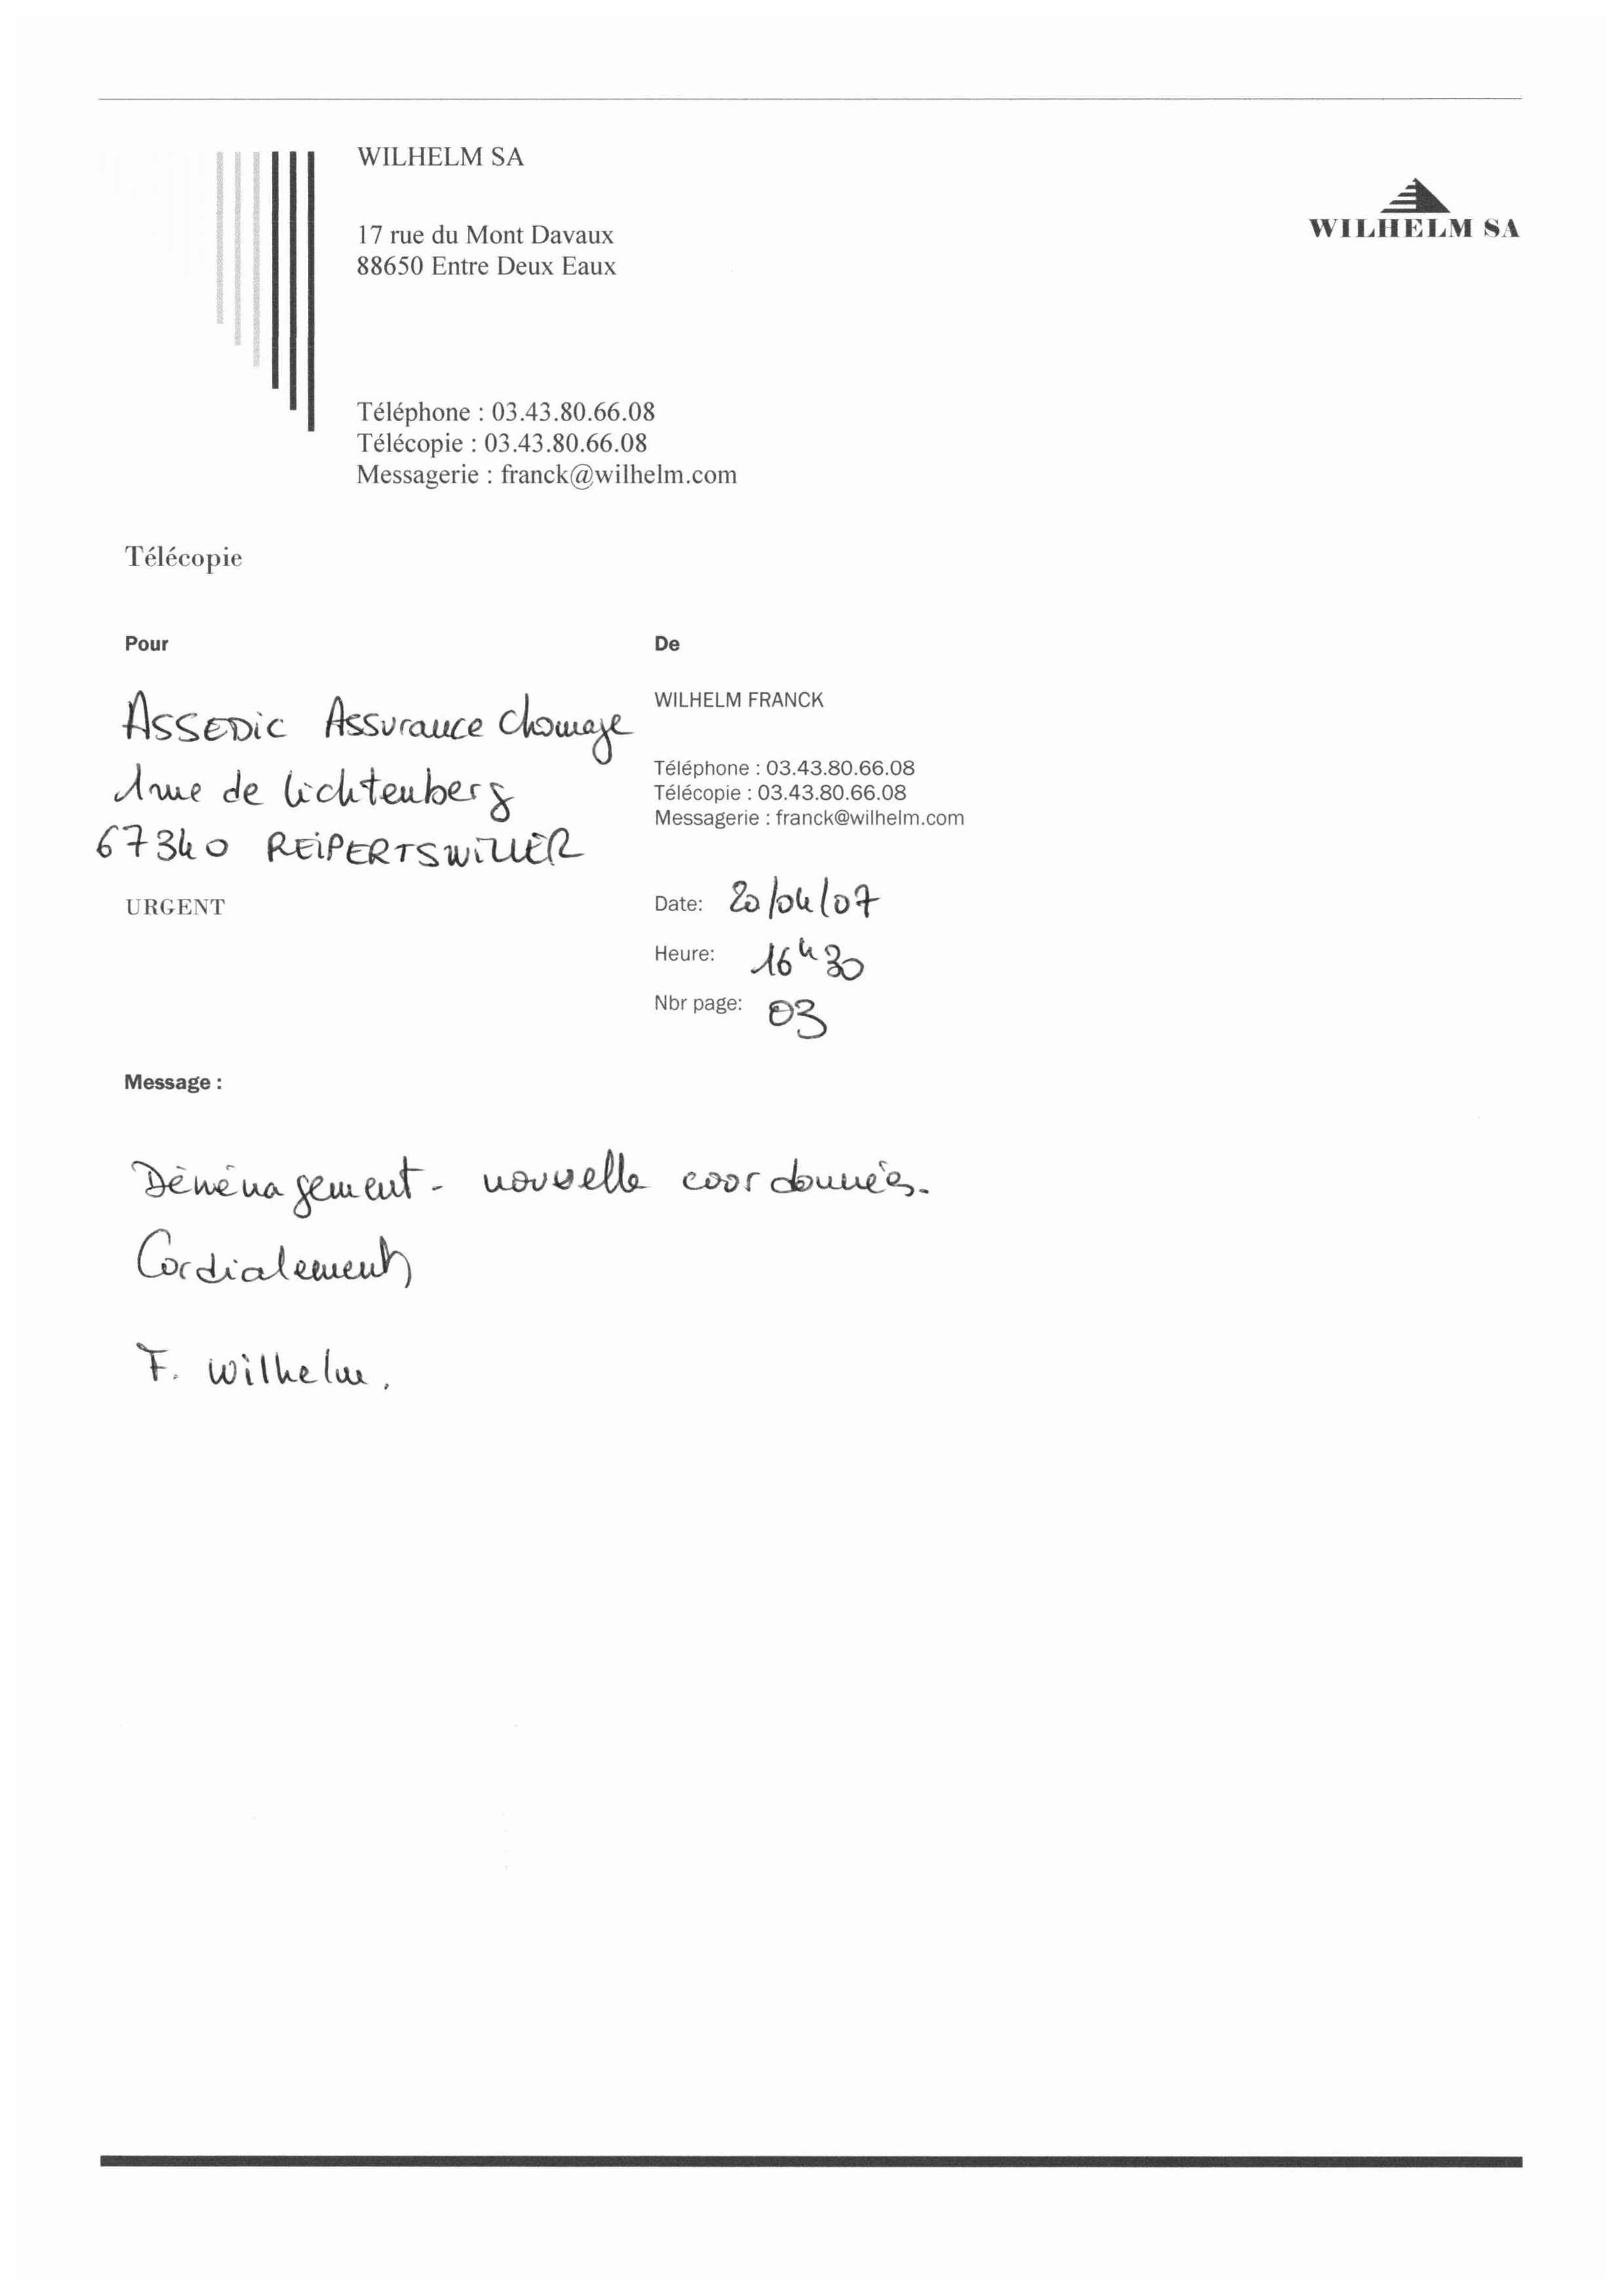 WILHELM SA
17 rue du Mont Davaux
88650 Entre Deux Eaux
WILHELM SA
Téléphone : 03.43.80.66.08
Télécopie : 03.43.80.66.08
Messagerie : franck@wilhelm.com
Télécopie
Pour
ASSEDIC Assurance chomage
1 rue de lichtenberg
67340 REIPERTSWILLER
URGENT
De
WILHELM FRANCK
Téléphone : 03.43.80.66.08
Télécopie : 03.43.80.66.08
Messagerie : franck@wilhelm.com
Date: 20/04/07
Heure: 16h30
Nbr page: 03
Message :
Déménagement - nouvelle coordonnées.
Cordialement
F. Wilhelm.